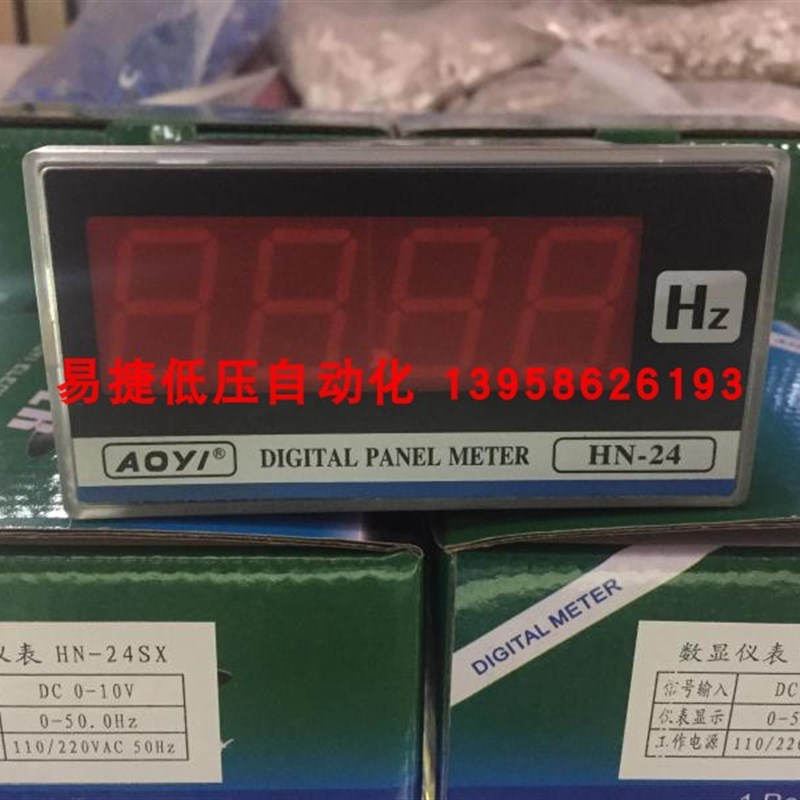 Hz
易捷低压自动化 13958626193
AOYI®
DIGITAL PANEL METER
HN-24
仪表 HN-24SX
DC 0-10V
0-50.0Hz
110/220VAC 50Hz
DIGITAL METER
数显仪表
信号输入 DC
仪表显示 0-5
工作电源 110/220